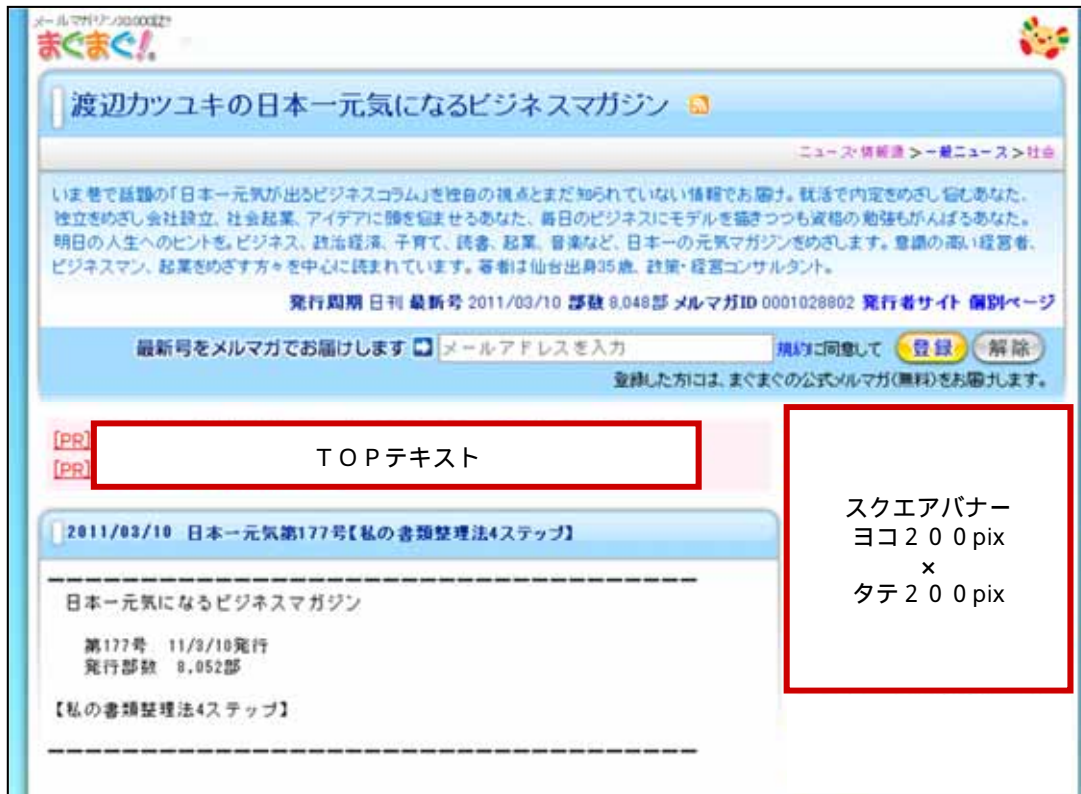 まぐまぐ!
渡辺カツユキの日本一元気になるビジネスマガジン
ニュース・情報源 > 一般ニュース > 社会
いま巷で話題の「日本一元気が出るビジネスコラム」を独自の視点とまだ知られていない情報でお届け。就活で内定をめざし悩むあなた、
独立をめざし会社設立、社会起業、アイデアに頭を悩ませるあなた、毎日のビジネスにモデルを描きつつも資格の勉強もがんばるあなた。
明日の人生へのヒントを。ビジネス、政治経済、子育て、読書、起業、音楽など、日本一の元気マガジンをめざします。意識の高い経営者、
ビジネスマン、起業をめざす方々を中心に読まれています。著者は仙台出身35歳、政策・経営コンサルタント。
発行周期 日刊 最新号 2011/03/10 部数 8,048部 メルマガID 0001028802 発行者サイト 個別ページ
最新号をメルマガでお届けします メールアドレスを入力 規約に同意して 登録 解除
登録した方には、まぐまぐの公式メルマガ(無料)をお届けします。
[PR]
[PR]
TOPテキスト
スクエアバナー
ヨコ200pix
×
タテ200pix
2011/03/10 日本一元気第177号【私の書類整理法4ステップ】
日本一元気になるビジネスマガジン
第177号 11/3/10発行
発行部数 8,052部
【私の書類整理法4ステップ】